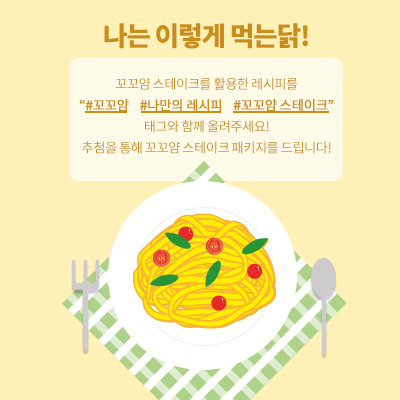 나는 이렇게 먹는닭!
꼬꼬얌 스테이크를 활용한 레시피를
“#꼬꼬얌 #나만의 레시피 #꼬꼬얌 스테이크”
태그와 함께 올려주세요!
추첨을 통해 꼬꼬얌 스테이크 패키지를 드립니다!